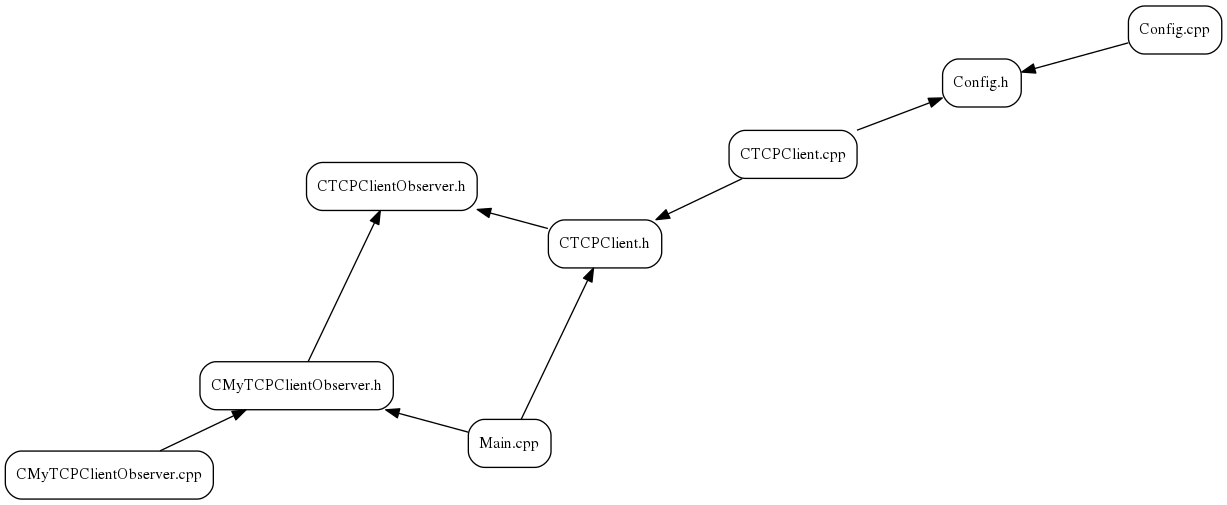 Config.cpp
Config.h
CTCPClient.cpp
CTCPClientObserver.h
CTCPClient.h
CMyTCPClientObserver.h
Main.cpp
CMyTCPClientObserver.cpp